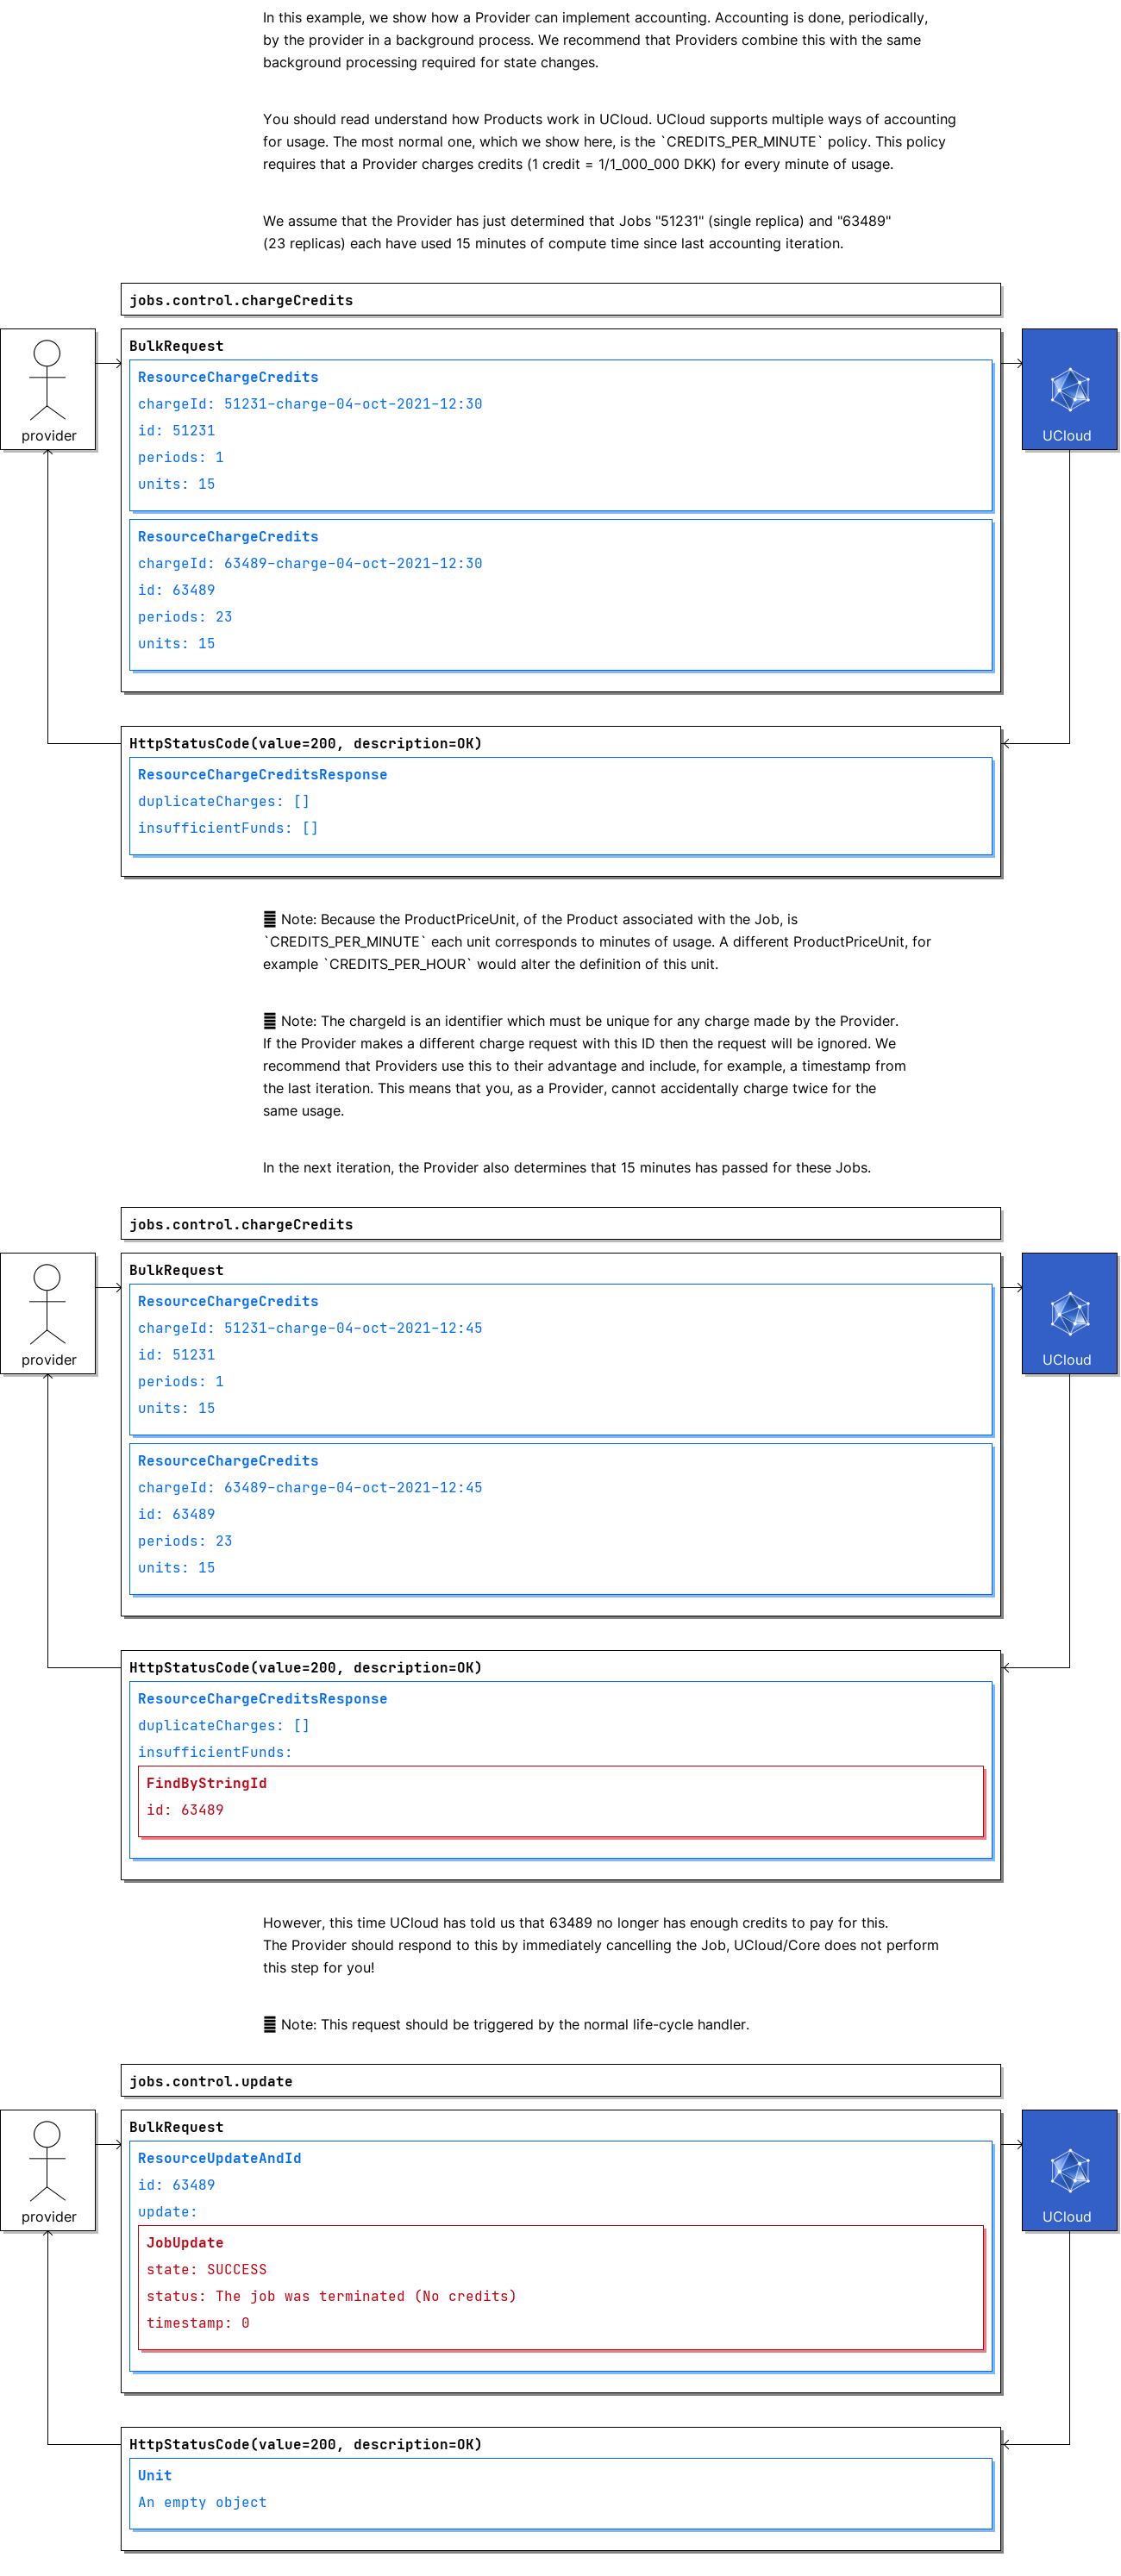 In this example, we show how a Provider can implement accounting. Accounting is done, periodically,
by the provider in a background process. We recommend that Providers combine this with the same
background processing required for state changes.
You should read understand how Products work in UCloud. UCloud supports multiple ways of accounting
for usage. The most normal one, which we show here, is the `CREDITS_PER_MINUTE` policy. This policy
requires that a Provider charges credits (1 credit = 1/1_000_000 DKK) for every minute of usage.
We assume that the Provider has just determined that Jobs "51231" (single replica) and "63489"
(23 replicas) each have used 15 minutes of compute time since last accounting iteration.
jobs.control.chargeCredits
provider
BulkRequest
ResourceChargeCredits
chargeId: 51231-charge-04-oct-2021-12:30
id: 51231
periods: 1
units: 15
ResourceChargeCredits
chargeId: 63489-charge-04-oct-2021-12:30
id: 63489
periods: 23
units: 15
UCloud
HttpStatusCode(value=200, description=OK)
ResourceChargeCreditsResponse
duplicateCharges: []
insufficientFunds: []
Note: Because the ProductPriceUnit, of the Product associated with the Job, is
`CREDITS_PER_MINUTE` each unit corresponds to minutes of usage. A different ProductPriceUnit, for
example `CREDITS_PER_HOUR` would alter the definition of this unit.
Note: The chargeId is an identifier which must be unique for any charge made by the Provider.
If the Provider makes a different charge request with this ID then the request will be ignored. We
recommend that Providers use this to their advantage and include, for example, a timestamp from
the last iteration. This means that you, as a Provider, cannot accidentally charge twice for the
same usage.
In the next iteration, the Provider also determines that 15 minutes has passed for these Jobs.
jobs.control.chargeCredits
provider
BulkRequest
ResourceChargeCredits
chargeId: 51231-charge-04-oct-2021-12:45
id: 51231
periods: 1
units: 15
ResourceChargeCredits
chargeId: 63489-charge-04-oct-2021-12:45
id: 63489
periods: 23
units: 15
UCloud
HttpStatusCode(value=200, description=OK)
ResourceChargeCreditsResponse
duplicateCharges: []
insufficientFunds:
FindByStringId
id: 63489
However, this time UCloud has told us that 63489 no longer has enough credits to pay for this.
The Provider should respond to this by immediately cancelling the Job, UCloud/Core does not perform
this step for you!
Note: This request should be triggered by the normal life-cycle handler.
jobs.control.update
provider
BulkRequest
ResourceUpdateAndId
id: 63489
update:
JobUpdate
state: SUCCESS
status: The job was terminated (No credits)
timestamp: 0
UCloud
HttpStatusCode(value=200, description=OK)
Unit
An empty object